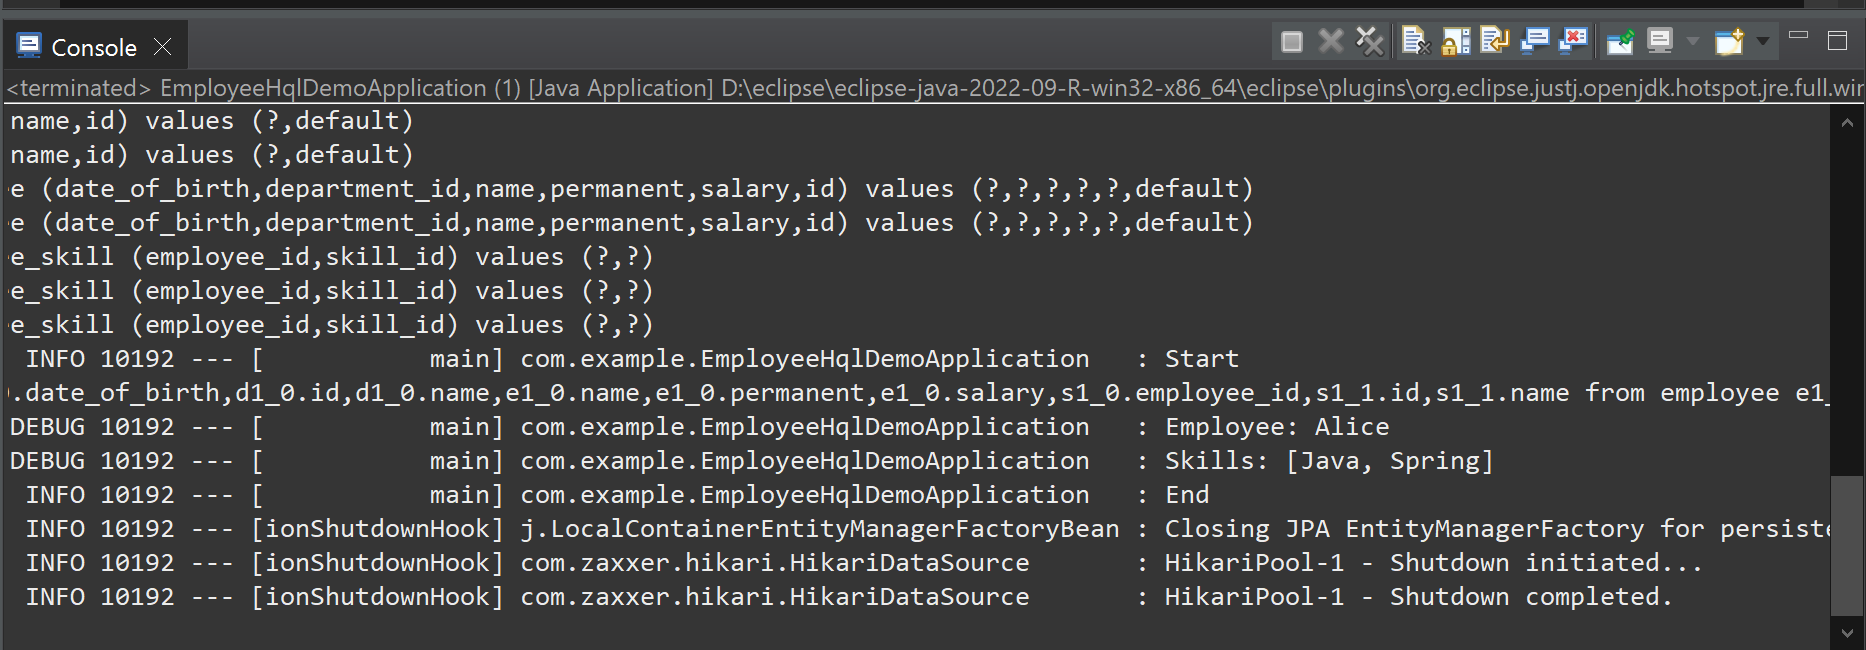 Console
<terminated> EmployeeHqlDemoApplication (1) [Java Application] D:\eclipse\eclipse-java-2022-09-R-win32-x86_64\eclipse\plugins\org.eclipse.justj.openjdk.hotspot.jre.full.wir
name,id) values (?,default)
name,id) values (?,default)
e (date_of_birth,department_id,name,permanent,salary,id) values (?,?,?,?,?,default)
e (date_of_birth,department_id,name,permanent,salary,id) values (?,?,?,?,?,default)
e_skill (employee_id,skill_id) values (?,?)
e_skill (employee_id,skill_id) values (?,?)
e_skill (employee_id,skill_id) values (?,?)
INFO 10192 --- [           main] com.example.EmployeeHqlDemoApplication   : Start
.date_of_birth,d1_0.id,d1_0.name,e1_0.name,e1_0.permanent,e1_0.salary,s1_0.employee_id,s1_1.id,s1_1.name from employee e1_
DEBUG 10192 --- [           main] com.example.EmployeeHqlDemoApplication   : Employee: Alice
DEBUG 10192 --- [           main] com.example.EmployeeHqlDemoApplication   : Skills: [Java, Spring]
INFO 10192 --- [           main] com.example.EmployeeHqlDemoApplication   : End
INFO 10192 --- [ionShutdownHook] j.LocalContainerEntityManagerFactoryBean : Closing JPA EntityManagerFactory for persiste
INFO 10192 --- [ionShutdownHook] com.zaxxer.hikari.HikariDataSource       : HikariPool-1 - Shutdown initiated...
INFO 10192 --- [ionShutdownHook] com.zaxxer.hikari.HikariDataSource       : HikariPool-1 - Shutdown completed.